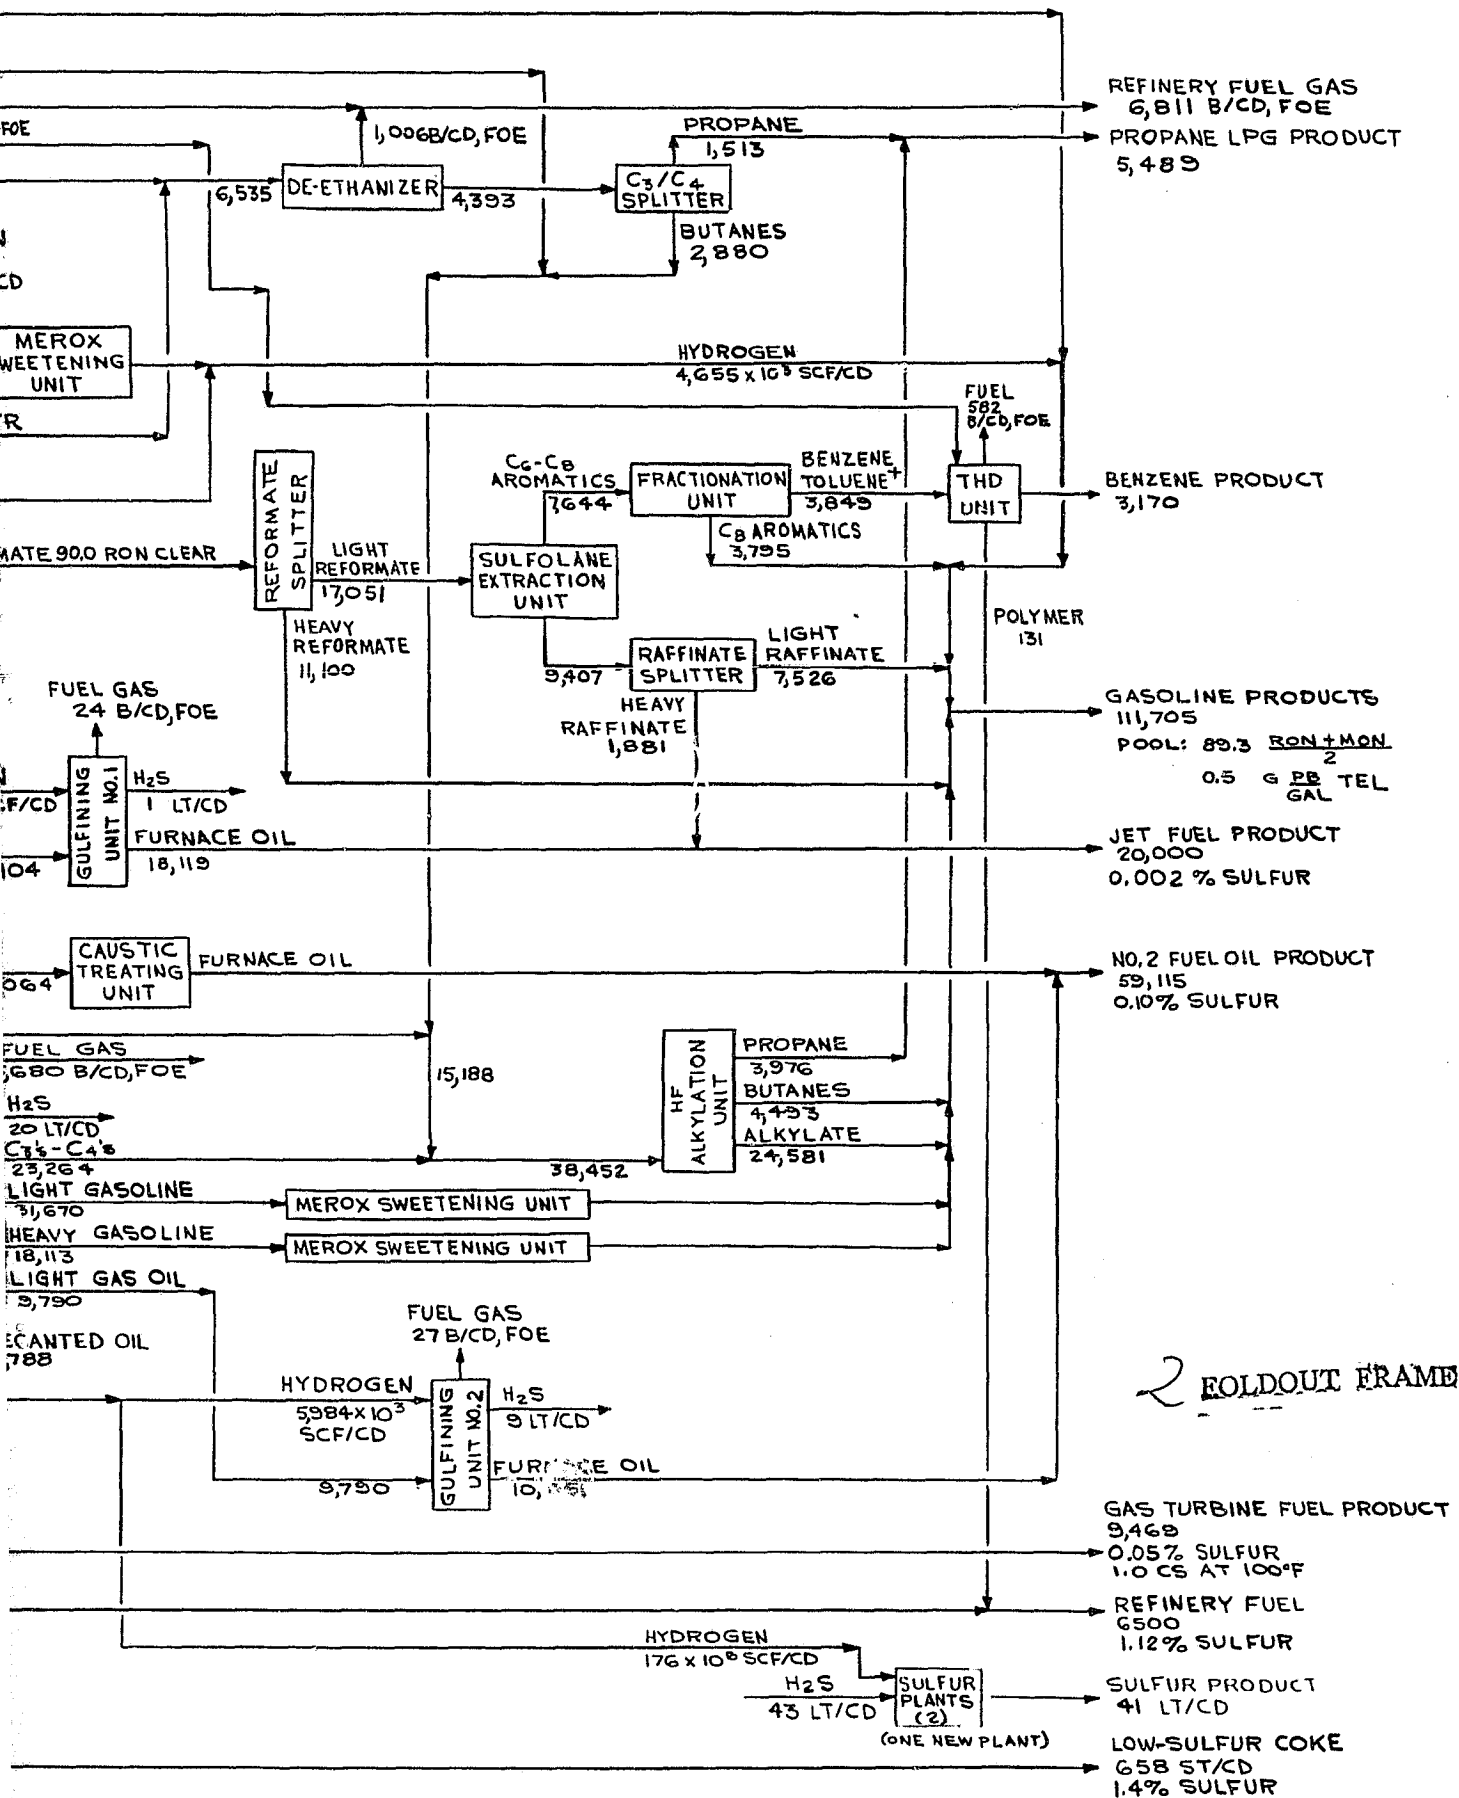 REFINERY FUEL GAS
6,811 B/CD, FOE
PROPANE
1,513
PROPANE LPG PRODUCT
5,489
FOE
1,006B/CD, FOE
6,535
DE-ETHANIZER
4,393
C3/C4
SPLITTER
BUTANES
2,880
CD
MEROX
WEETENING
UNIT
HYDROGEN
4,655 x 10³ SCF/CD
R
FUEL
582
B/CD, FOE
REFORMATE
SPLITTER
C6-C8
AROMATICS
7,644
FRACTIONATION
UNIT
BENZENE
TOLUENE+
3,849
THD
UNIT
BENZENE PRODUCT
3,170
C8 AROMATICS
3,795
MATE 90.0 RON CLEAR
LIGHT
REFORMATE
17,051
SULFOLANE
EXTRACTION
UNIT
HEAVY
REFORMATE
11,100
POLYMER
131
9,407
RAFFINATE
SPLITTER
LIGHT
RAFFINATE
7,526
HEAVY
RAFFINATE
1,881
FUEL GAS
24 B/CD, FOE
GASOLINE PRODUCTS
111,705
POOL: 89.3 RON + MON
2
0.5 G PB TEL
GAL
F/CD
GULFINING
UNIT NO.1
H2S
1 LT/CD
FURNACE OIL
18,119
104
JET FUEL PRODUCT
20,000
0.002 % SULFUR
064
CAUSTIC
TREATING
UNIT
FURNACE OIL
NO.2 FUEL OIL PRODUCT
59,115
0.10% SULFUR
FUEL GAS
,680 B/CD, FOE
H2S
20 LT/CD
C3's-C4's
23,264
15,188
38,452
HF
ALKYLATION
UNIT
PROPANE
3,976
BUTANES
4,493
ALKYLATE
24,581
LIGHT GASOLINE
31,670
MEROX SWEETENING UNIT
HEAVY GASOLINE
18,113
MEROX SWEETENING UNIT
LIGHT GAS OIL
9,790
ECANTED OIL
,788
FUEL GAS
27 B/CD, FOE
HYDROGEN
5,984 x 10³
SCF/CD
GULFINING
UNIT NO.2
H2S
9 LT/CD
9,790
OIL
2 FOLDOUT FRAME
GAS TURBINE FUEL PRODUCT
9,469
0.05% SULFUR
1.0 CS AT 100°F
REFINERY FUEL
6500
1.12% SULFUR
HYDROGEN
SCF/CD
H2S
43 LT/CD
SULFUR
PLANTS
(2)
(ONE NEW PLANT)
SULFUR PRODUCT
41 LT/CD
LOW-SULFUR COKE
658 ST/CD
1.4% SULFUR